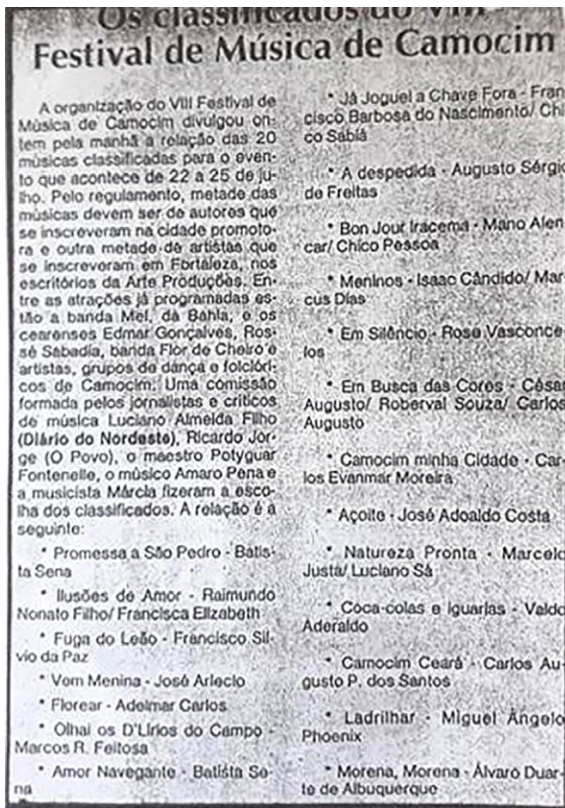 Os classificados do VIII
Festival de Música de Camocim
A organização do VIII Festival de
Música de Camocim divulgou on-
tem pela manhã a relação das 20
músicas classificadas para o even-
to que acontece de 22 a 25 de ju-
lho. Pelo regulamento, metade das
músicas devem ser de autores que
se inscreveram na cidade promoto-
ra e outra metade de artistas que
se inscreveram em Fortaleza, nos
escritórios da Arte Produções. En-
tre as atrações já programadas es-
tão a banda Mel, da Bahia, e os
cearenses Edmar Gonçalves, Ros-
sé Sabadia, banda Flor de Cheiro e
artistas, grupos de dança e folclóri-
cos de Camocim. Uma comissão
formada pelos jornalistas e críticos
de música Luciano Almeida Filho
(Diário do Nordeste), Ricardo Jor-
ge (O Povo), o maestro Potyguar
Fontenelle, o músico Amaro Pena e
a musicista Márcia fizeram a esco-
lha dos classificados. A relação é a
seguinte:
* Promessa a São Pedro - Batis-
ta Sena
* Ilusões de Amor - Raimundo
Nonato Filho/ Francisca Elizabeth
* Fuga do Leão - Francisco Síl-
vio da Paz
* Vem Menina - José Arlecio
* Florear - Adelmar Carlos
* Olhai os D'Lírios do Campo -
Marcos R. Feitosa
* Amor Navegante - Batista Se-
na
* Já Joguei a Chave Fora - Fran-
cisco Barbosa do Nascimento/ Chi-
co Sabiá
* A despedida - Augusto Sérgio
de Freitas
* Bon Jour Iracema - Mano Alen-
car/ Chico Pessoa
* Meninos - Isaac Cândido/ Mar-
cus Dias
* Em Silêncio - Rose Vasconce-
los
* Em Busca das Cores - César
Augusto/ Roberval Souza/ Carlos
Augusto
* Camocim minha Cidade - Car-
los Evanmar Moreira
* Açoite - José Adoaldo Costa
* Natureza Pronta - Marcelo
Justa/ Luciano Sá
* Coca-colas e Iguarias - Valdo
Aderaldo
* Camocim Ceará - Carlos Au-
gusto P. dos Santos
* Ladrilhar - Miguel Ângelo
Phoenix
* Morena, Morena - Álvaro Duar-
te de Albuquerque